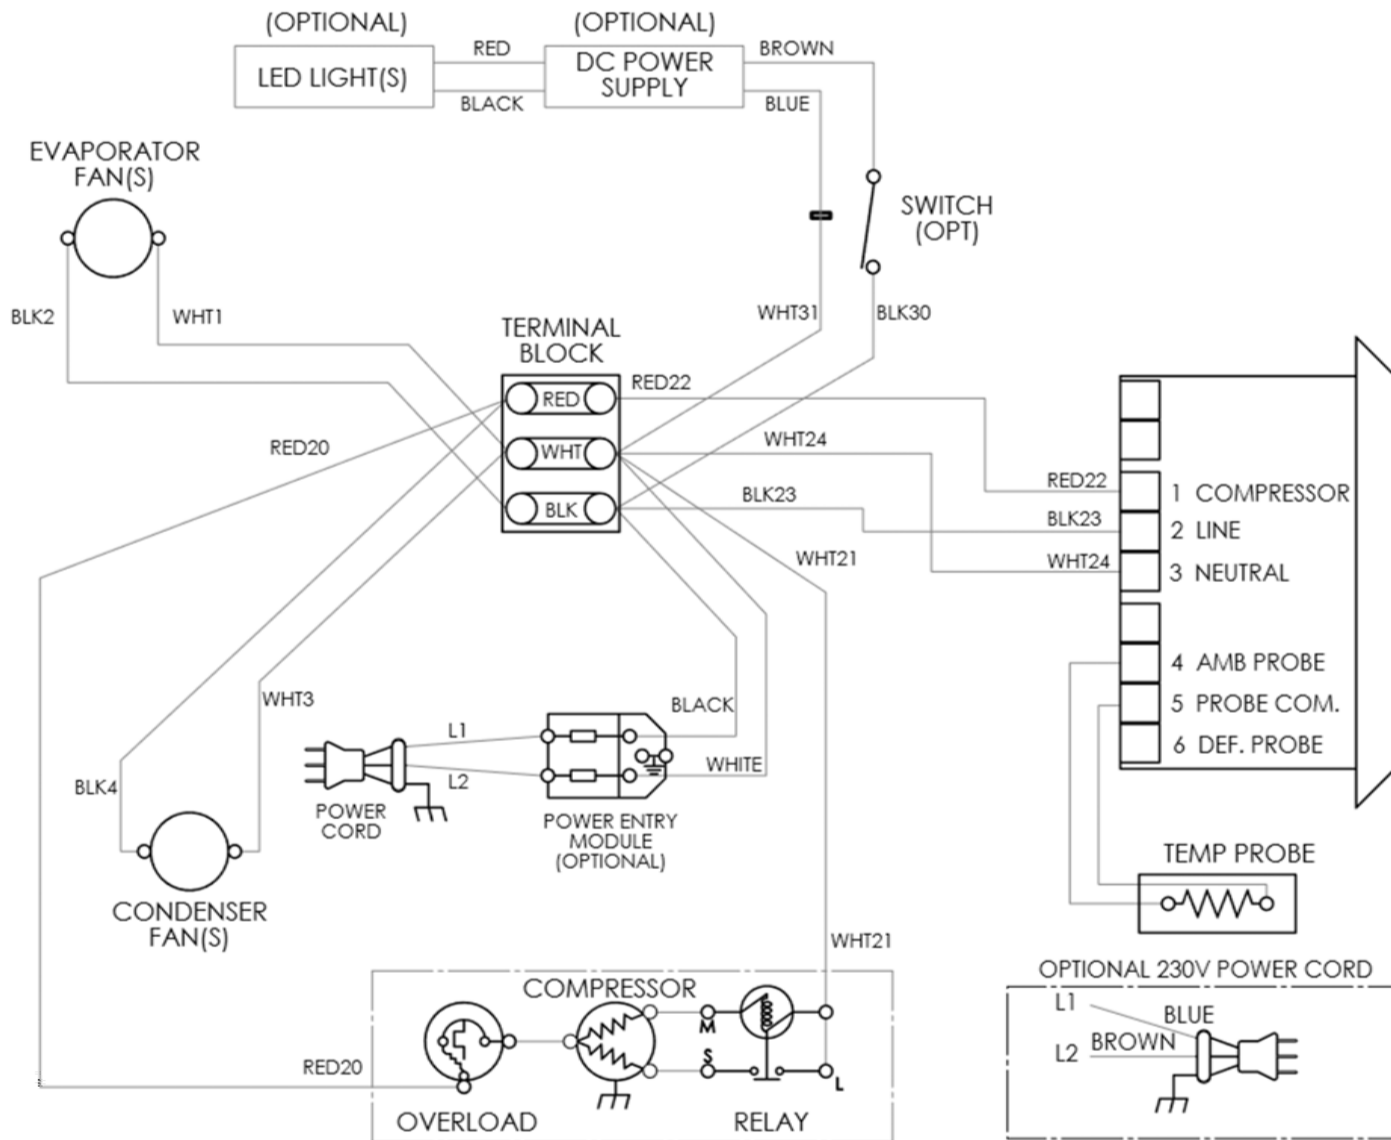 (OPTIONAL)
(OPTIONAL)
LED LIGHT(S)
RED
BLACK
DC POWER
SUPPLY
BROWN
BLUE
EVAPORATOR
FAN(S)
SWITCH
(OPT)
BLK2
WHT1
WHT31
BLK30
TERMINAL
BLOCK
RED
WHT
BLK
RED22
RED20
WHT24
BLK23
WHT21
RED22
1 COMPRESSOR
BLK23
2 LINE
WHT24
3 NEUTRAL
4 AMB PROBE
5 PROBE COM.
6 DEF. PROBE
WHT3
BLACK
WHITE
L1
L2
POWER
CORD
POWER ENTRY
MODULE
(OPTIONAL)
BLK4
CONDENSER
FAN(S)
TEMP PROBE
WHT21
COMPRESSOR
M
S
L
RED20
OVERLOAD
RELAY
OPTIONAL 230V POWER CORD
L1
BLUE
L2
BROWN